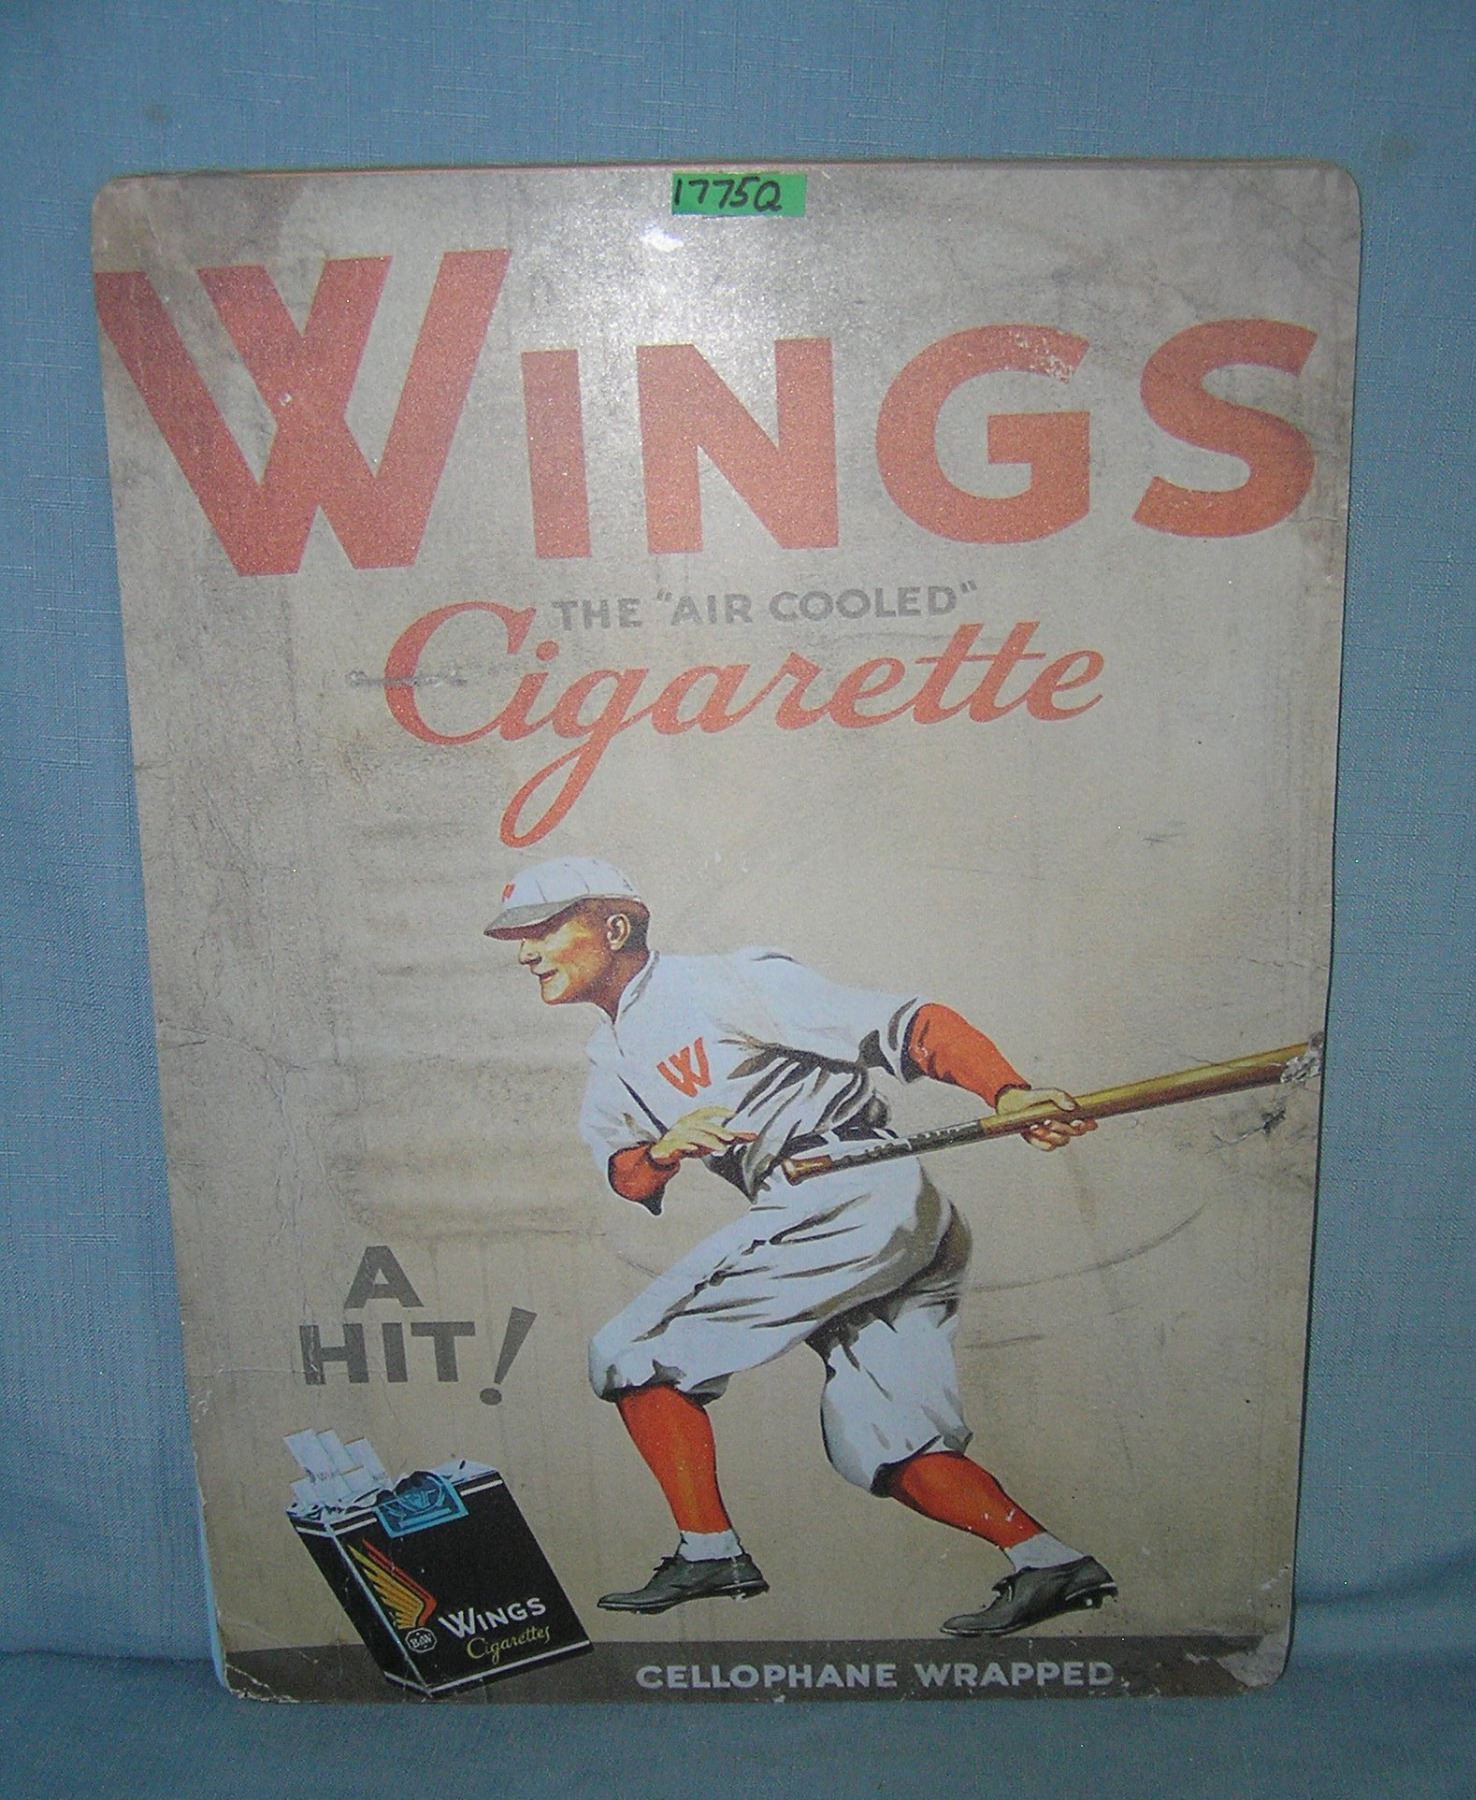 1775Q
WINGS
THE "AIR COOLED"
Cigarette
W
W
A
HIT!
B&W
WINGS
Cigarettes
CELLOPHANE WRAPPED